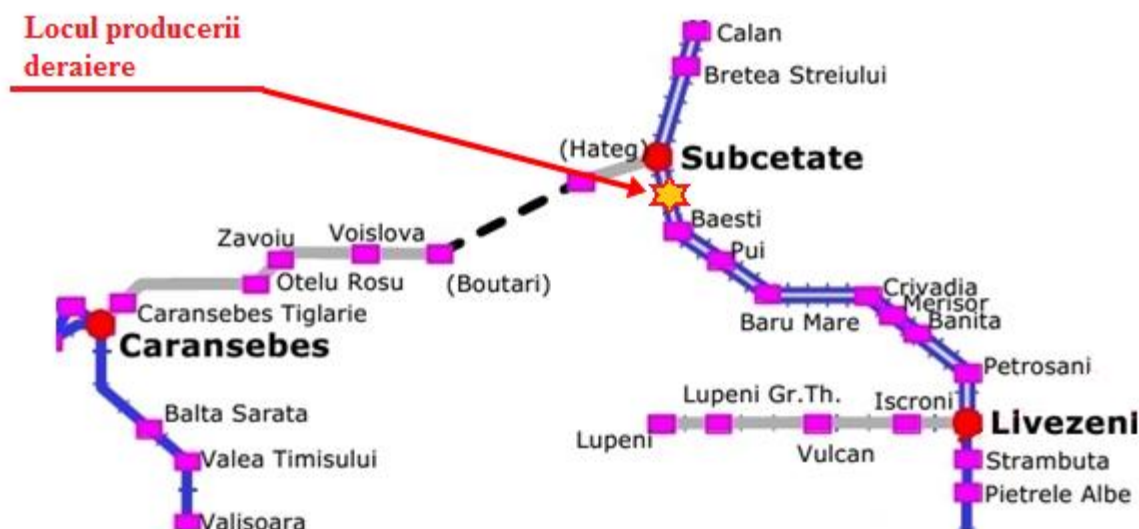 Locul producerii
deraiere
Calan
Bretea Streiului
(Hateg)
Subcetate
Baesti
Pui
Zavoiu
Voislova
Otelu Rosu
(Boutari)
Caransebes Tiglarie
Caransebes
Crivadia
Merisor
Banita
Baru Mare
Petrosani
Balta Sarata
Lupeni Gr.Th.
Iscroni
Livezeni
Lupeni
Vulcan
Valea Timisului
Strambuta
Pietrele Albe
Valisoara